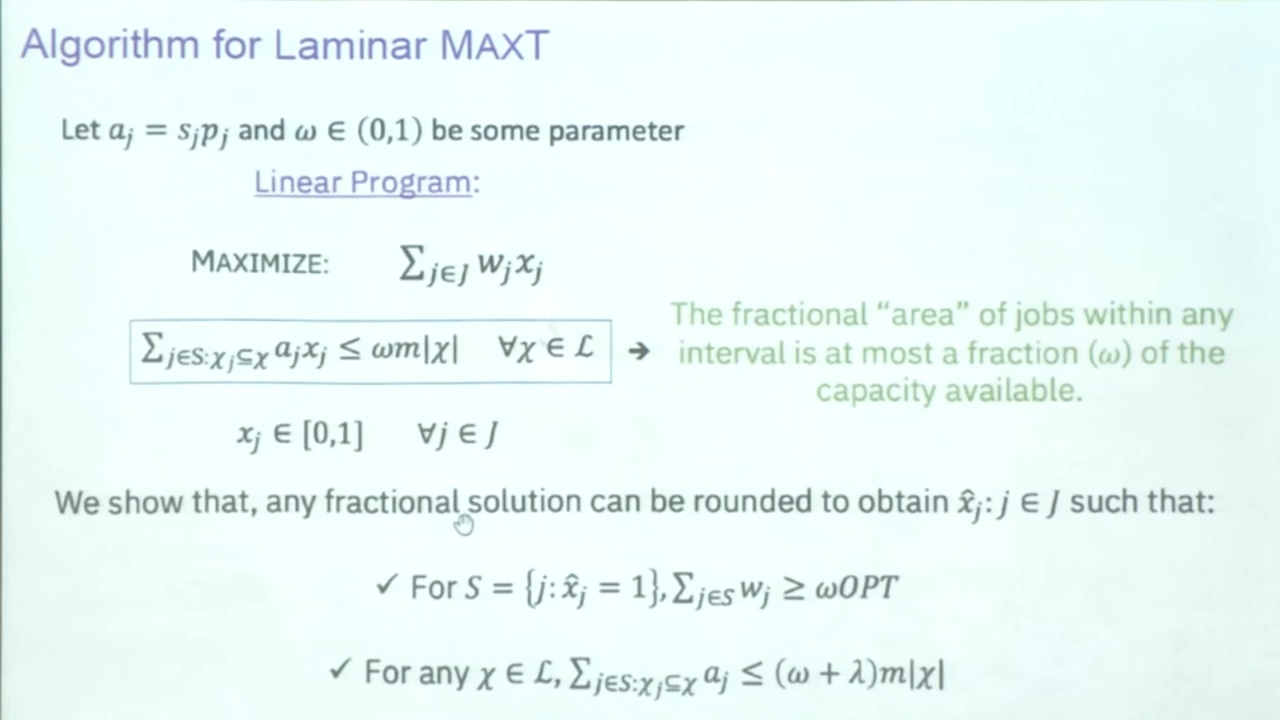 Algorithm for Laminar MAXT
Let aⱼ = sⱼpⱼ and ω ∈ (0,1) be some parameter
Linear Program:
MAXIMIZE: ∑_{j∈J} wⱼxⱼ
∑_{j∈S:χⱼ⊆χ} aⱼxⱼ ≤ ωm|χ| ∀χ ∈ ℒ ➔
The fractional “area” of jobs within any
interval is at most a fraction (ω) of the
capacity available.
xⱼ ∈ [0,1] ∀j ∈ J
We show that, any fractional solution can be rounded to obtain x̂ⱼ: j ∈ J such that:
✓ For S = {j: x̂ⱼ = 1}, ∑_{j∈S} wⱼ ≥ ωOPT
✓ For any χ ∈ ℒ, ∑_{j∈S:χⱼ⊆χ} aⱼ ≤ (ω + λ)m|χ|